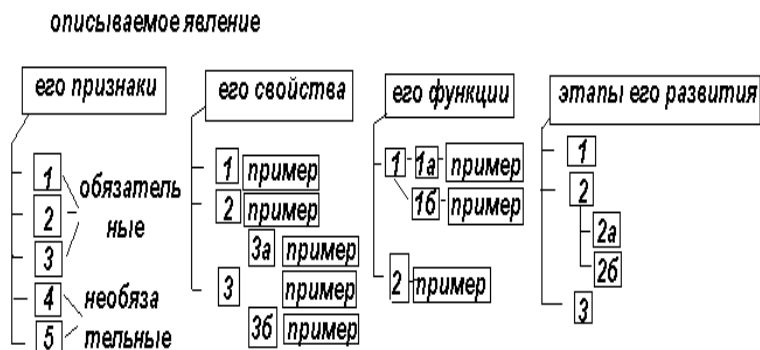 описываемое явление
его признаки
1
2
3
обязатель
ные
4
5
необяза
тельные
его свойства
1 пример
2 пример
3а пример
3 пример
3б пример
его функции
1 1а пример
1б пример
2 пример
этапы его развития
1
2
2а
2б
3